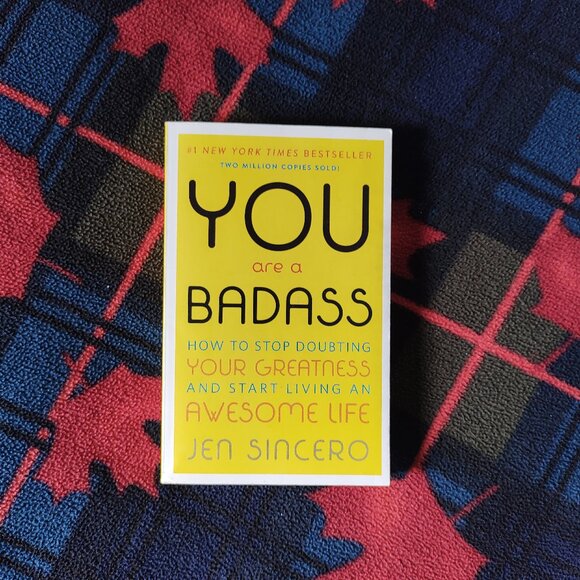 #1 NEW YORK TIMES BESTSELLER
TWO MILLION COPIES SOLD!
YOU
are a
BADASS
HOW TO STOP DOUBTING
YOUR GREATNESS
AND START LIVING AN
AWESOME LIFE
JEN SINCERO